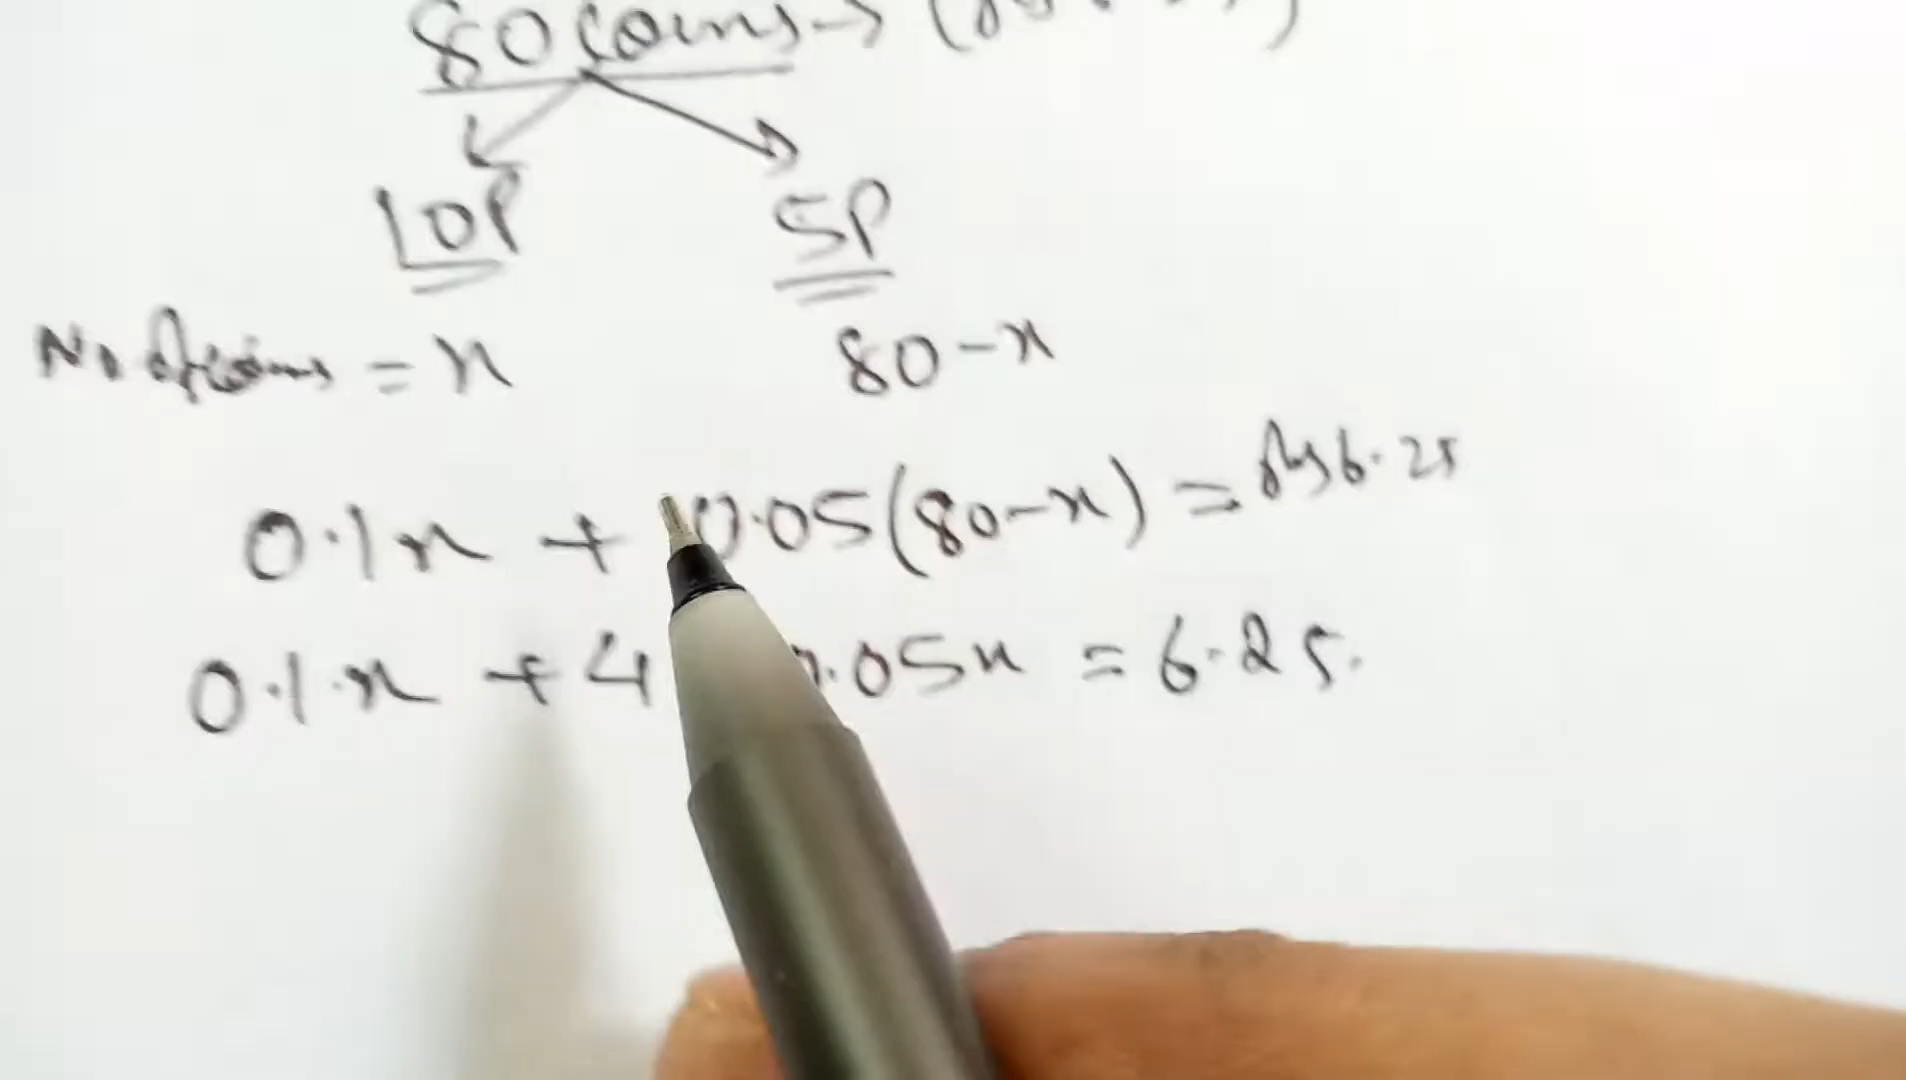 80 coins →
10P 5P
No of coins = x 80-x
0.1x + 0.05(80-x) = Rs 6.25
0.1x + 4 0.05x = 6.25.